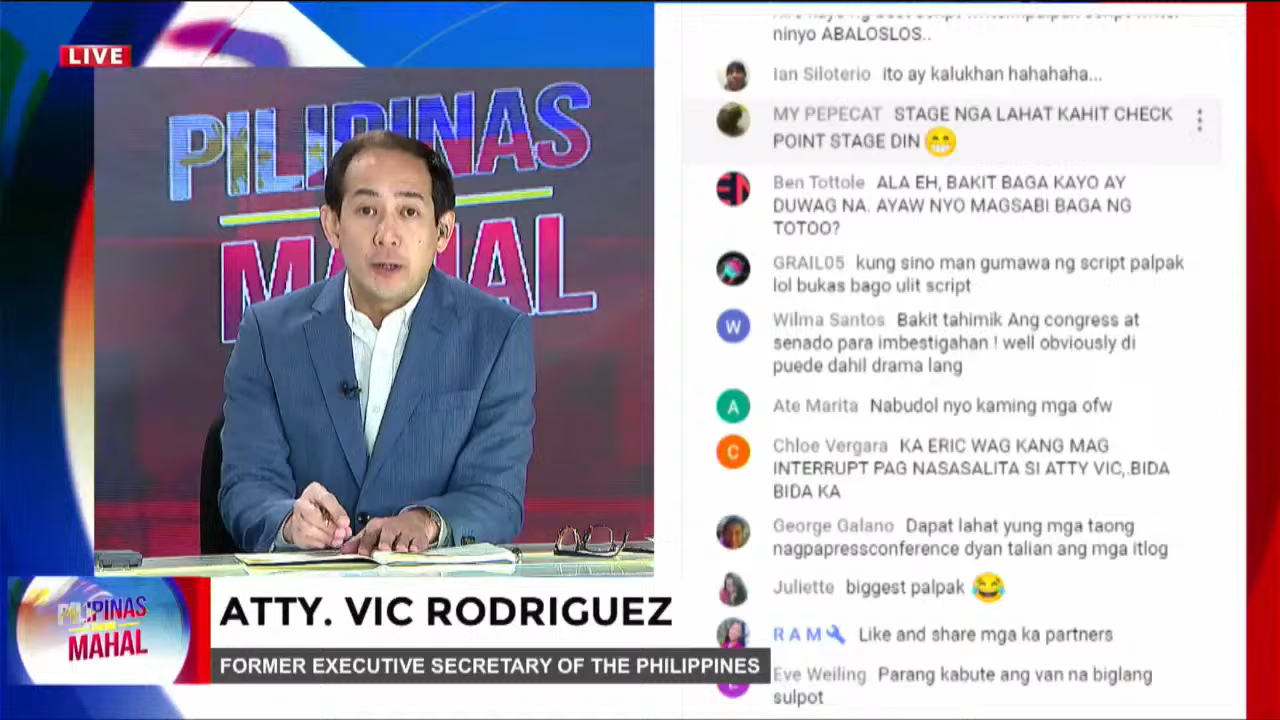 LIVE
PILIPINAS
MAHAL
ninyo ABALOSLOS..
Ian Siloterio Ito ay kalukhan hahahaha...
MY PEPECAT STAGE NGA LAHAT KAHIT CHECK
POINT STAGE DIN 😁
Ben Tottole ALA EH, BAKIT BAGA KAYO AY
DUWAG NA. AYAW NYO MAGSABI BAGA NG
TOTOO?
GRAIL05 kung sino man gumawa ng script palpak
lol bukas bago ulit script
W
Wilma Santos Bakit tahimik Ang congress at
senado para imbestigahan ! well obviously di
puede dahil drama lang
A
Ate Marita Nabudol nyo kaming mga ofw
C
Chloe Vergara KA ERIC WAG KANG MAG
INTERRUPT PAG NASASALITA SI ATTY VIC,.BIDA
BIDA KA
George Galano Dapat lahat yung mga taong
nagpapressconference dyan talian ang mga itlog
Juliette biggest palpak 😂
R A M🔧 Like and share mga ka partners
Eve Weiling Parang kabute ang van na biglang
sulpot
PILIPINAS
MAHAL
ATTY. VIC RODRIGUEZ
FORMER EXECUTIVE SECRETARY OF THE PHILIPPINES